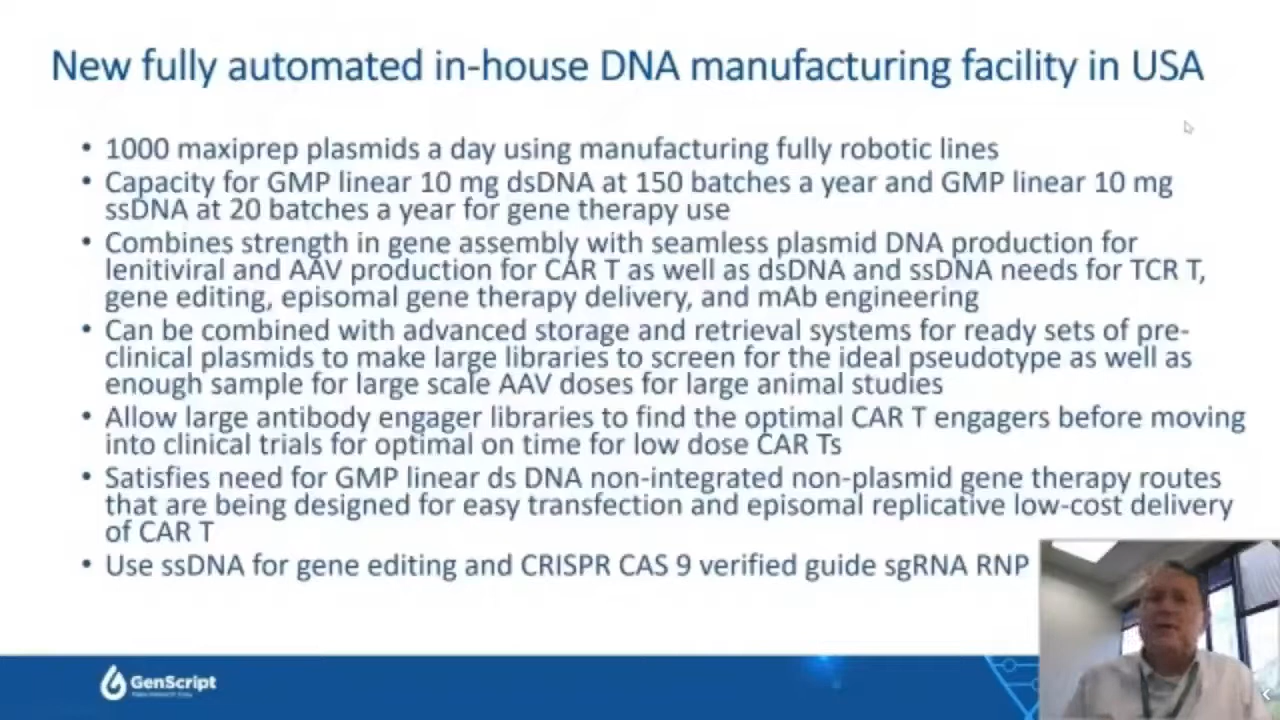 New fully automated in-house DNA manufacturing facility in USA
• 1000 maxiprep plasmids a day using manufacturing fully robotic lines
• Capacity for GMP linear 10 mg dsDNA at 150 batches a year and GMP linear 10 mg
ssDNA at 20 batches a year for gene therapy use
• Combines strength in gene assembly with seamless plasmid DNA production for
lenitiviral and AAV production for CAR T as well as dsDNA and ssDNA needs for TCR T,
gene editing, episomal gene therapy delivery, and mAb engineering
• Can be combined with advanced storage and retrieval systems for ready sets of pre-
clinical plasmids to make large libraries to screen for the ideal pseudotype as well as
enough sample for large scale AAV doses for large animal studies
• Allow large antibody engager libraries to find the optimal CAR T engagers before moving
into clinical trials for optimal on time for low dose CAR Ts
• Satisfies need for GMP linear ds DNA non-integrated non-plasmid gene therapy routes
that are being designed for easy transfection and episomal replicative low-cost delivery
of CAR T
• Use ssDNA for gene editing and CRISPR CAS 9 verified guide sgRNA RNP
GenScript